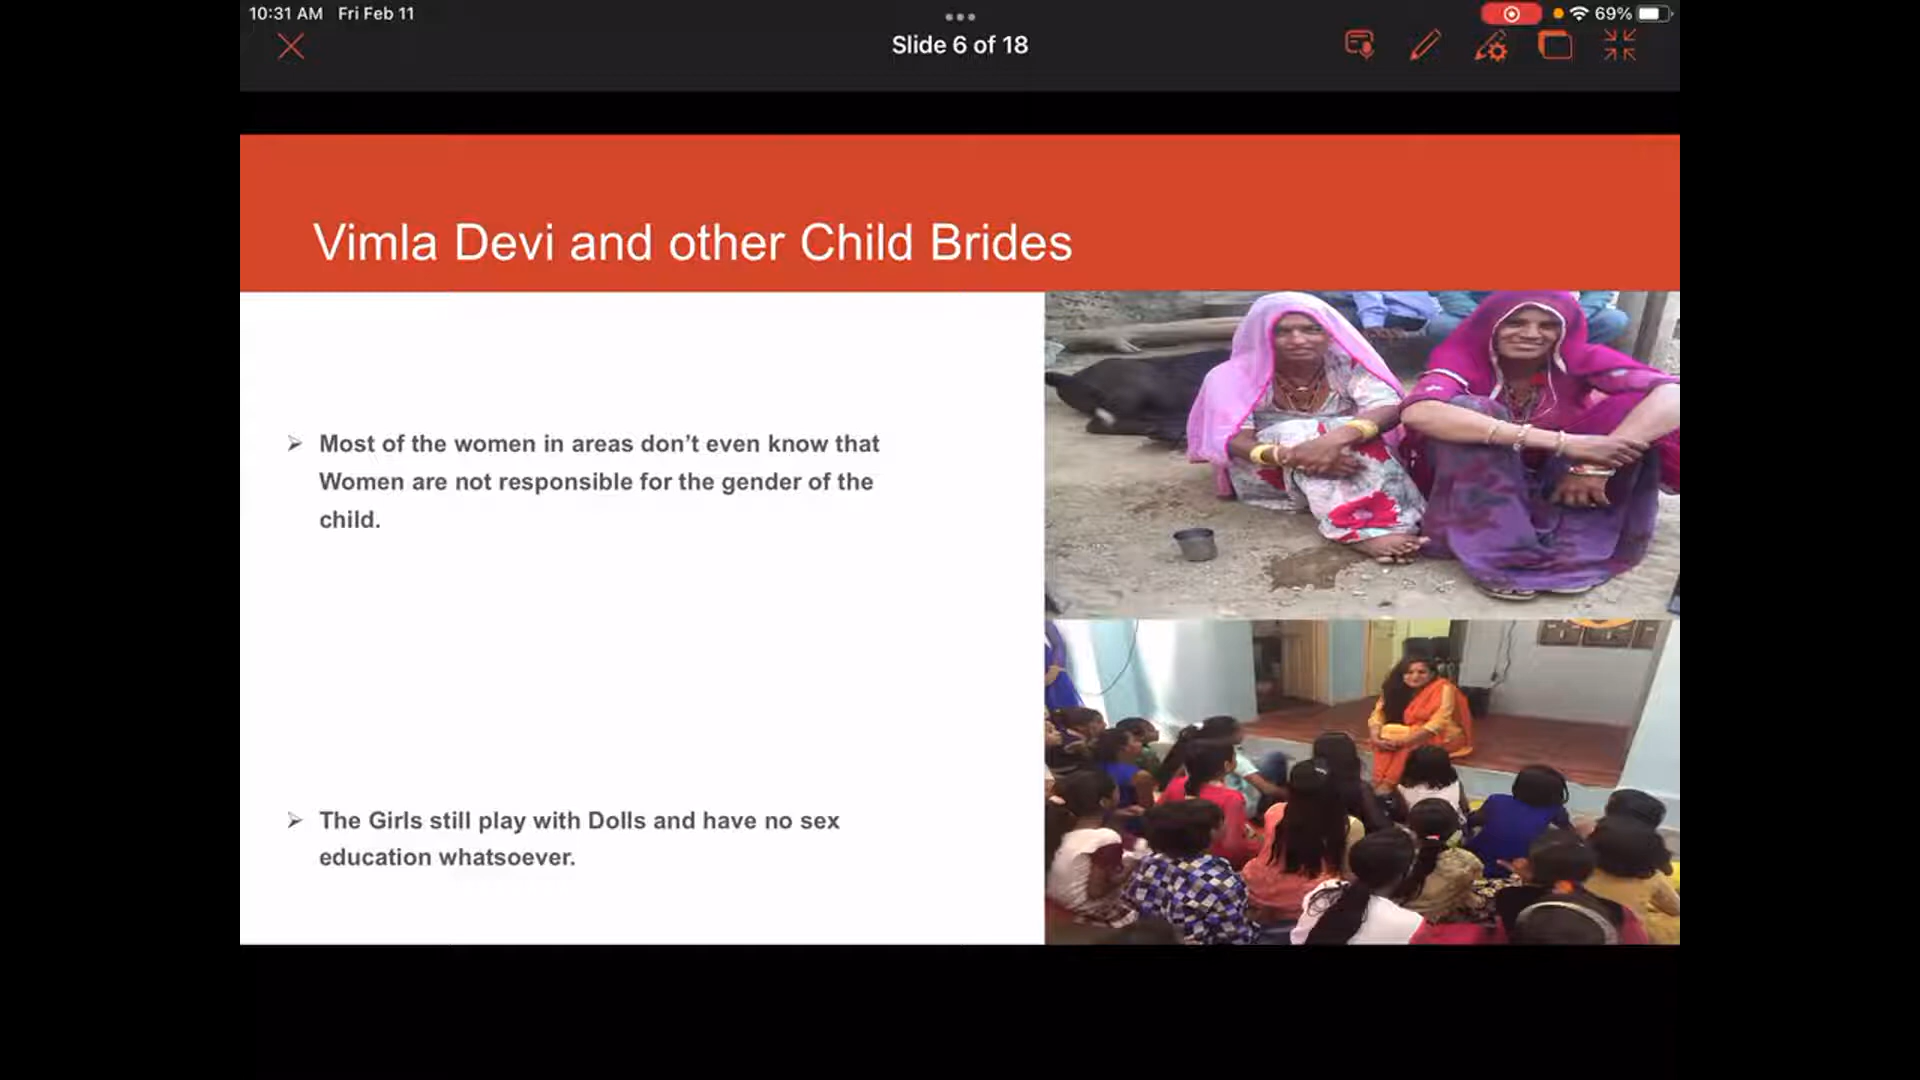 10:31 AM Fri Feb 11
69%
Slide 6 of 18
Vimla Devi and other Child Brides
➢ Most of the women in areas don’t even know that
Women are not responsible for the gender of the
child.
➢ The Girls still play with Dolls and have no sex
education whatsoever.